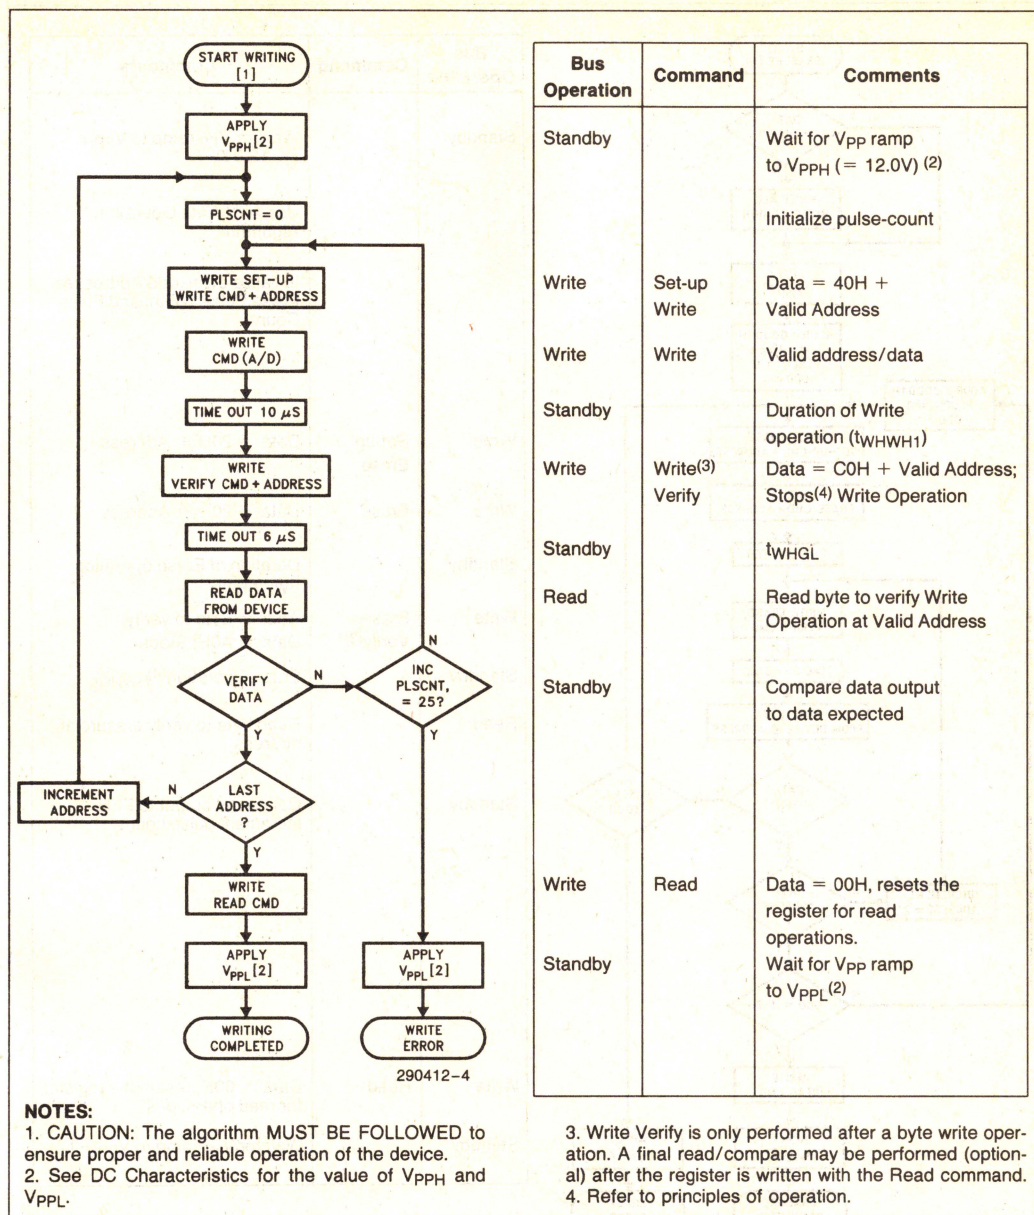 START WRITING
[1]
APPLY
VPPH[2]
PLSCNT = 0
WRITE SET-UP
WRITE CMD + ADDRESS
WRITE
CMD (A/D)
TIME OUT 10 μS
WRITE
VERIFY CMD + ADDRESS
TIME OUT 6 μS
READ DATA
FROM DEVICE
VERIFY
DATA
N
Y
INC
PLSCNT,
= 25?
N
Y
LAST
ADDRESS
?
N
Y
INCREMENT
ADDRESS
WRITE
READ CMD
APPLY
VPPL[2]
WRITING
COMPLETED
APPLY
VPPL[2]
WRITE
ERROR
290412-4
Bus
Operation
Command
Comments
Standby
Wait for VPP ramp
to VPPH (= 12.0V) (2)
Initialize pulse-count
Write
Set-up
Write
Data = 40H +
Valid Address
Write
Write
Valid address/data
Standby
Duration of Write
operation (tWHWH1)
Write
Write(3)
Verify
Data = C0H + Valid Address;
Stops(4) Write Operation
Standby
tWHGL
Read
Read byte to verify Write
Operation at Valid Address
Standby
Compare data output
to data expected
Write
Read
Data = 00H, resets the
register for read
operations.
Standby
Wait for VPP ramp
to VPPL(2)
NOTES:
1. CAUTION: The algorithm MUST BE FOLLOWED to
ensure proper and reliable operation of the device.
2. See DC Characteristics for the value of VPPH and
VPPL.
3. Write Verify is only performed after a byte write oper-
ation. A final read/compare may be performed (option-
al) after the register is written with the Read command.
4. Refer to principles of operation.